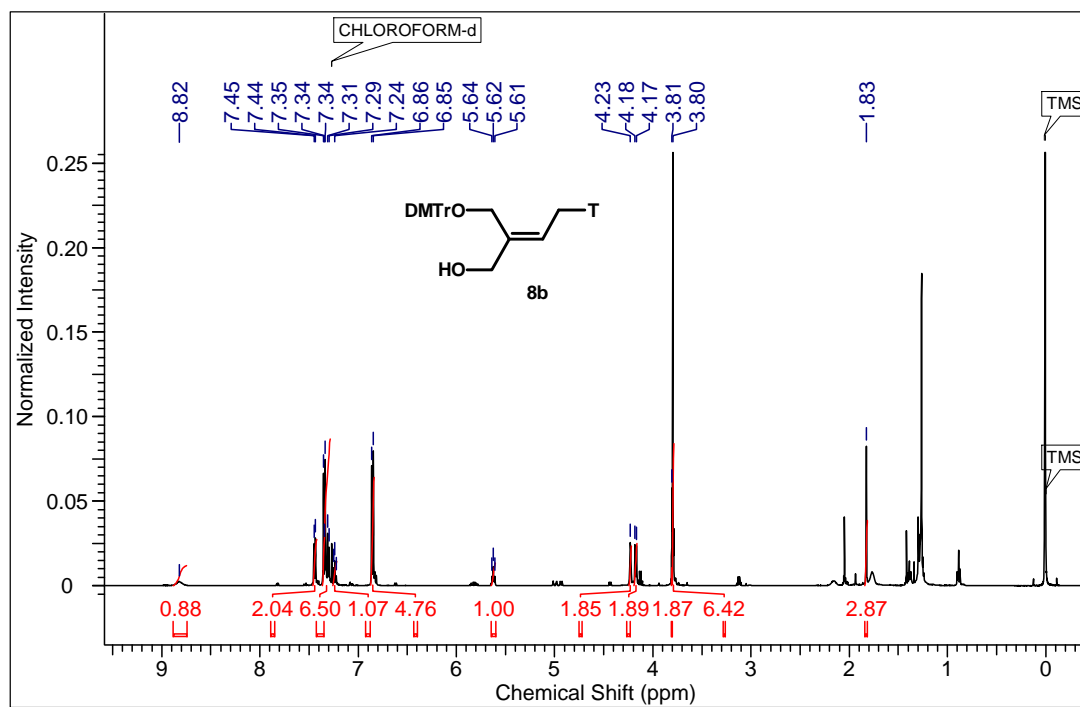 CHLOROFORM-d
8.82
7.45
7.44
7.35
7.34
7.34
7.31
7.29
7.24
6.86
6.85
5.64
5.62
5.61
4.23
4.18
4.17
3.81
3.80
1.83
TMS
0.25
0.20
0.15
0.10
0.05
0
Normalized Intensity
DMTrO
T
HO
8b
TMS
0.88 2.04 6.50 1.07 4.76 1.00 1.85 1.89 1.87 6.42 2.87
9 8 7 6 5 4 3 2 1 0
Chemical Shift (ppm)